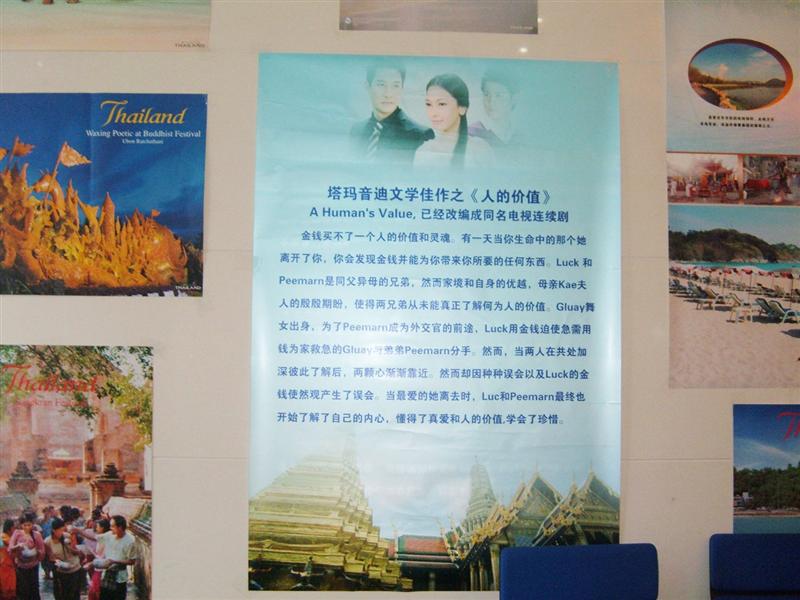 THAILAND
Thailand
Waxing Poetic at Buddhist Festival
Ubon Ratchathani
THAILAND
Thailand
塔玛音迪文学佳作之《人的价值》
A Human's Value, 已经改编成同名电视连续剧
金钱买不了一个人的价值和灵魂。有一天当你生命中的那个她
离开了你，你会发现金钱并能为你带来你所要的任何东西。Luck 和
Peemarn是同父异母的兄弟，然而家境和自身的优越，母亲Kae夫
人的殷殷期盼，使得两兄弟从未能真正了解何为人的价值。Gluay舞
女出身，为了Peemarn成为外交官的前途，Luck用金钱迫使急需用
钱为家救急的Gluay与弟弟Peemarn分手。然而，当两人在共处加
深彼此了解后，两颗心渐渐靠近。然而却因种种误会以及Luck的金
钱使然观产生了误会。当最爱的她离去时，Luc和Peemarn最终也
开始了解了自己的内心，懂得了真爱和人的价值,学会了珍惜。